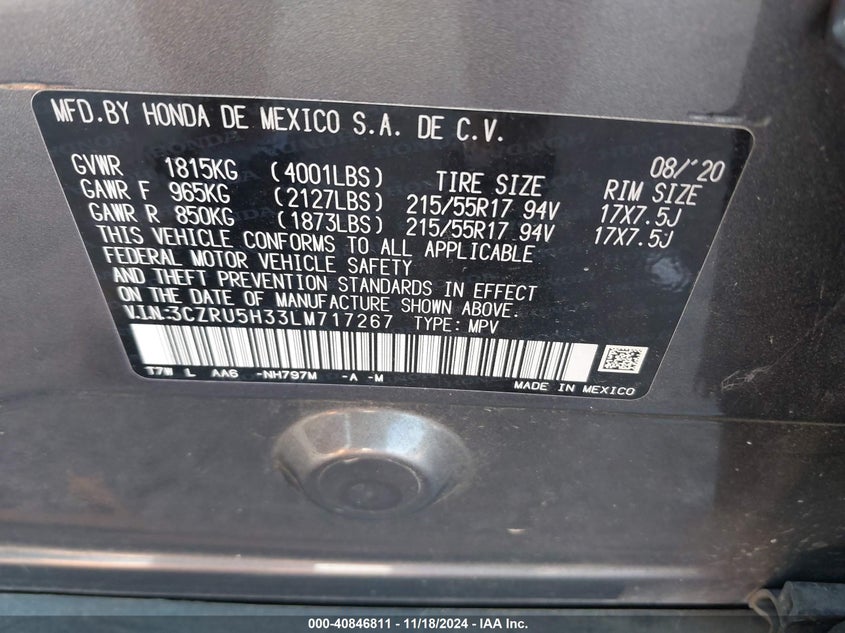 MFD.BY HONDA DE MEXICO S.A. DE C.V.
08/'20
GVWR 1815KG (4001LBS) TIRE SIZE RIM SIZE
GAWR F 965KG (2127LBS) 215/55R17 94V 17X7.5J
GAWR R 850KG (1873LBS) 215/55R17 94V 17X7.5J
THIS VEHICLE CONFORMS TO ALL APPLICABLE
FEDERAL MOTOR VEHICLE SAFETY
AND THEFT PREVENTION STANDARDS IN EFFECT
ON THE DATE OF MANUFACTURE SHOWN ABOVE.
V.I.N.:3CZRU5H33LM717267 TYPE: MPV
T7W L AA6 -NH797M -A -M
MADE IN MEXICO
000-40846811 - 11/18/2024 - IAA Inc.